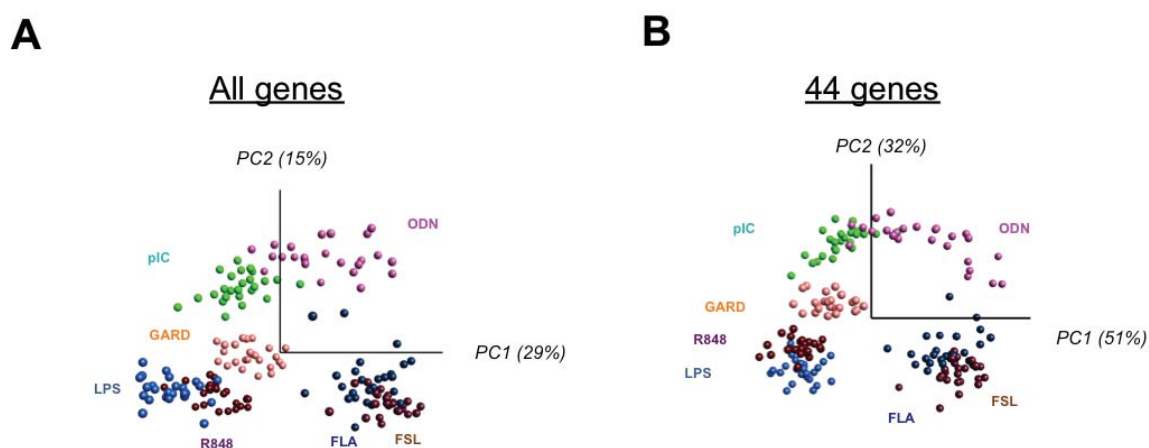 A
All genes
PC2 (15%)
ODN
pIC
GARD
PC1 (29%)
LPS
R848
FLA
FSL
B
44 genes
PC2 (32%)
pIC
ODN
GARD
R848
PC1 (51%)
LPS
FSL
FLA